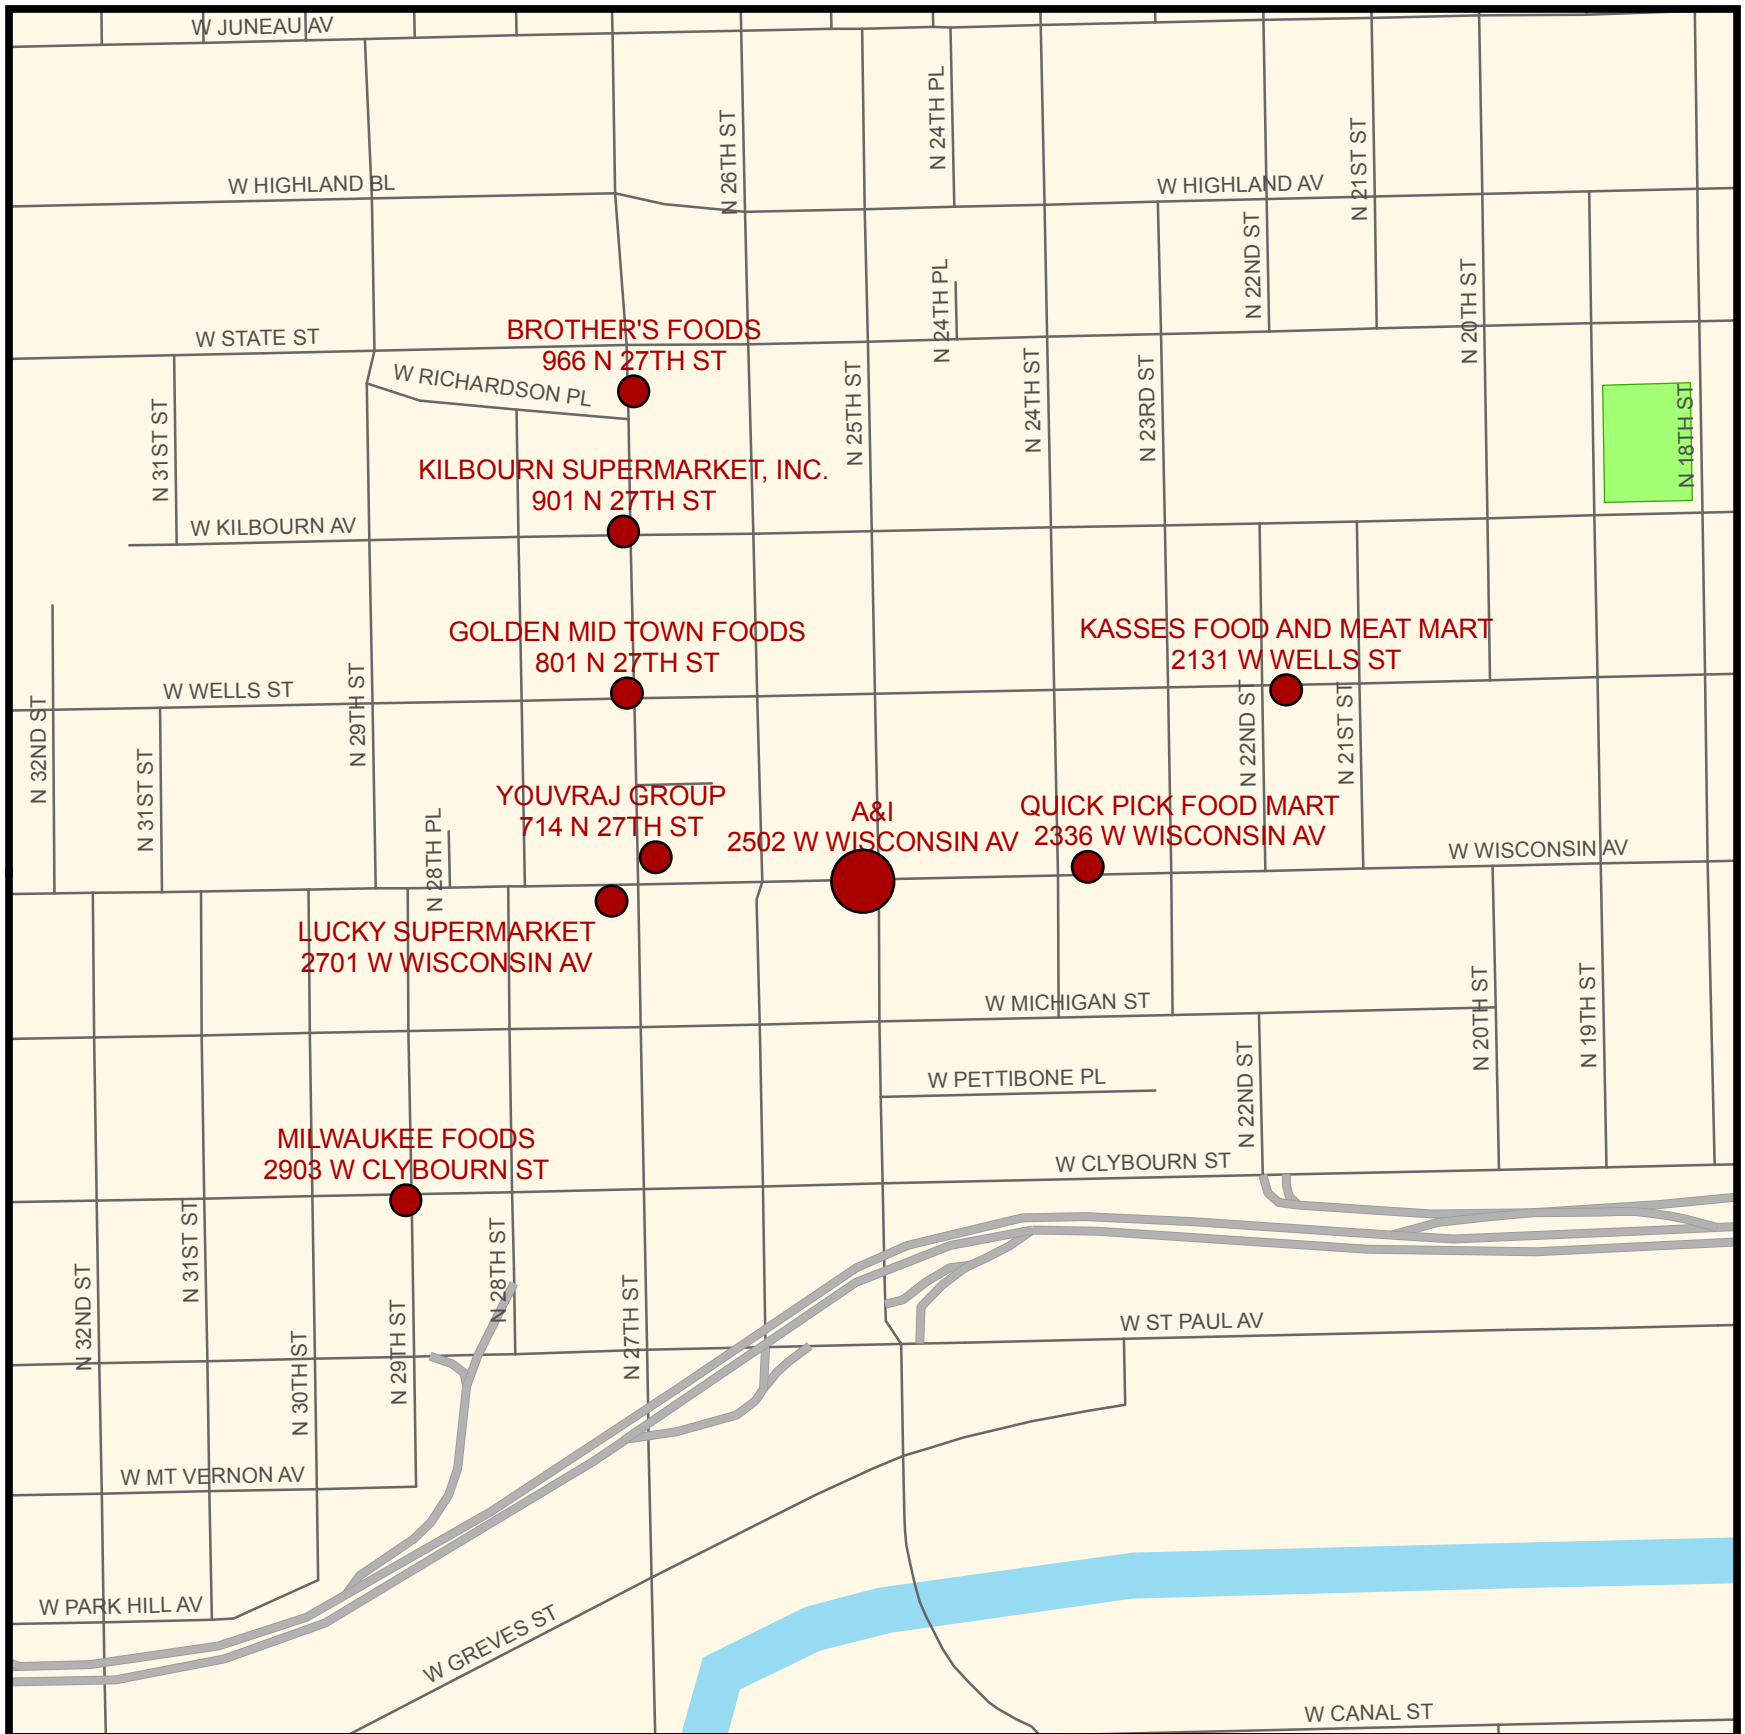 W JUNEAU AV
N 24TH PL
N 26TH ST
N 21ST ST
W HIGHLAND BL
W HIGHLAND AV
N 22ND ST
N 24TH PL
N 20TH ST
W STATE ST
BROTHER'S FOODS
966 N 27TH ST
W RICHARDSON PL
N 31ST ST
N 25TH ST
N 24TH ST
N 23RD ST
N 18TH ST
KILBOURN SUPERMARKET, INC.
901 N 27TH ST
W KILBOURN AV
GOLDEN MID TOWN FOODS
801 N 27TH ST
KASSES FOOD AND MEAT MART
2131 W WELLS ST
W WELLS ST
N 29TH ST
N 32ND ST
N 31ST ST
N 22ND ST
N 21ST ST
YOUVRAJ GROUP
714 N 27TH ST
A&I
2502 W WISCONSIN AV
QUICK PICK FOOD MART
2336 W WISCONSIN AV
N 28TH PL
W WISCONSIN AV
LUCKY SUPERMARKET
2701 W WISCONSIN AV
W MICHIGAN ST
N 20TH ST
N 19TH ST
W PETTIBONE PL
N 22ND ST
MILWAUKEE FOODS
2903 W CLYBOURN ST
W CLYBOURN ST
N 31ST ST
N 28TH ST
N 32ND ST
N 30TH ST
N 29TH ST
N 27TH ST
W ST PAUL AV
W MT VERNON AV
W PARK HILL AV
W GREVES ST
W CANAL ST